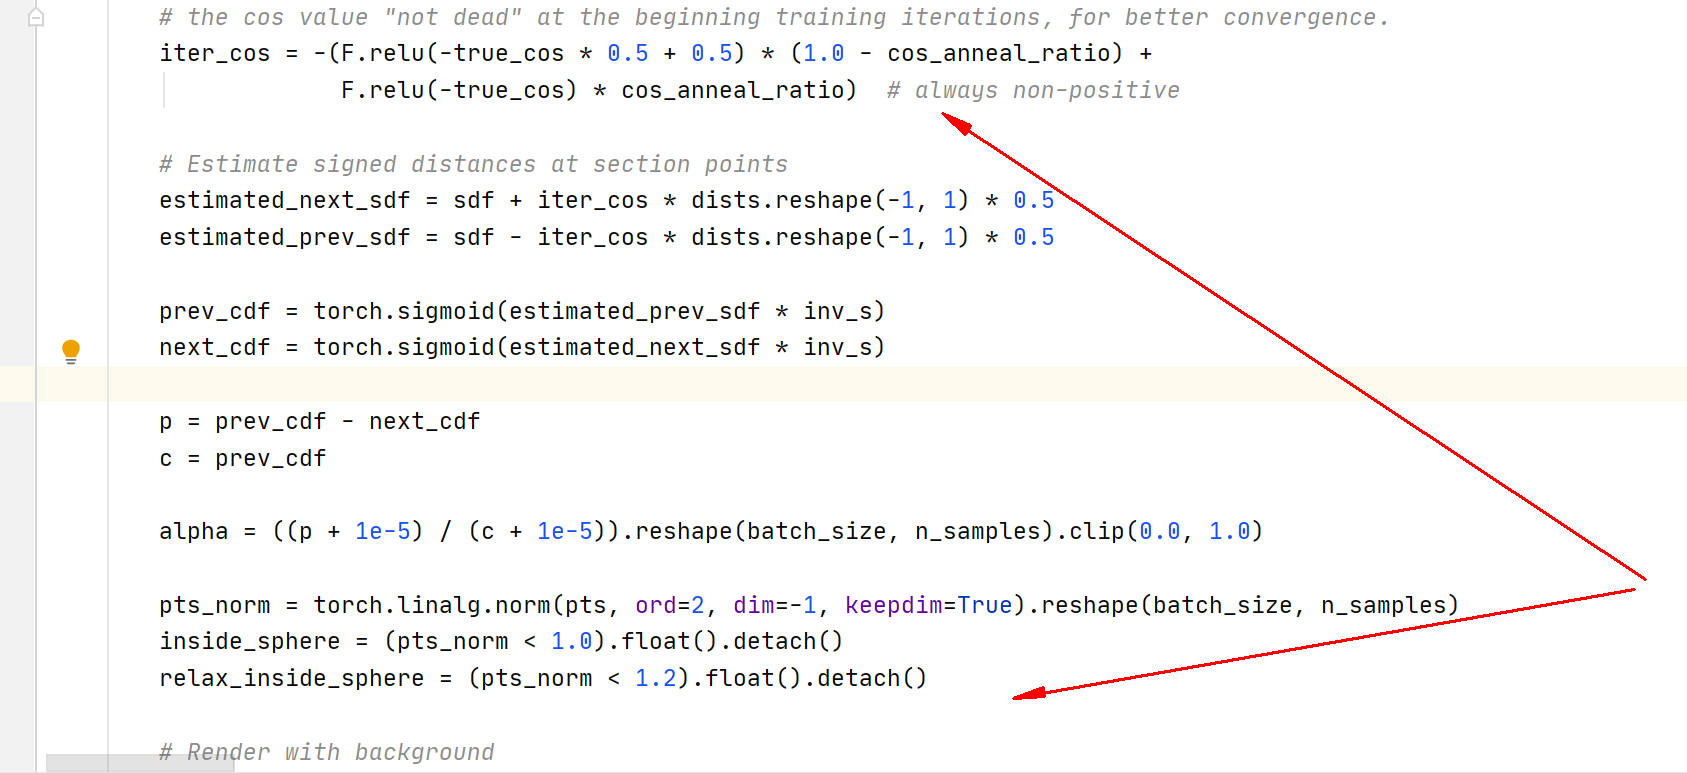 # the cos value "not dead" at the beginning training iterations, for better convergence.
iter_cos = -(F.relu(-true_cos * 0.5 + 0.5) * (1.0 - cos_anneal_ratio) +
F.relu(-true_cos) * cos_anneal_ratio)  # always non-positive
# Estimate signed distances at section points
estimated_next_sdf = sdf + iter_cos * dists.reshape(-1, 1) * 0.5
estimated_prev_sdf = sdf - iter_cos * dists.reshape(-1, 1) * 0.5
prev_cdf = torch.sigmoid(estimated_prev_sdf * inv_s)
next_cdf = torch.sigmoid(estimated_next_sdf * inv_s)
p = prev_cdf - next_cdf
c = prev_cdf
alpha = ((p + 1e-5) / (c + 1e-5)).reshape(batch_size, n_samples).clip(0.0, 1.0)
pts_norm = torch.linalg.norm(pts, ord=2, dim=-1, keepdim=True).reshape(batch_size, n_samples)
inside_sphere = (pts_norm < 1.0).float().detach()
relax_inside_sphere = (pts_norm < 1.2).float().detach()
# Render with background